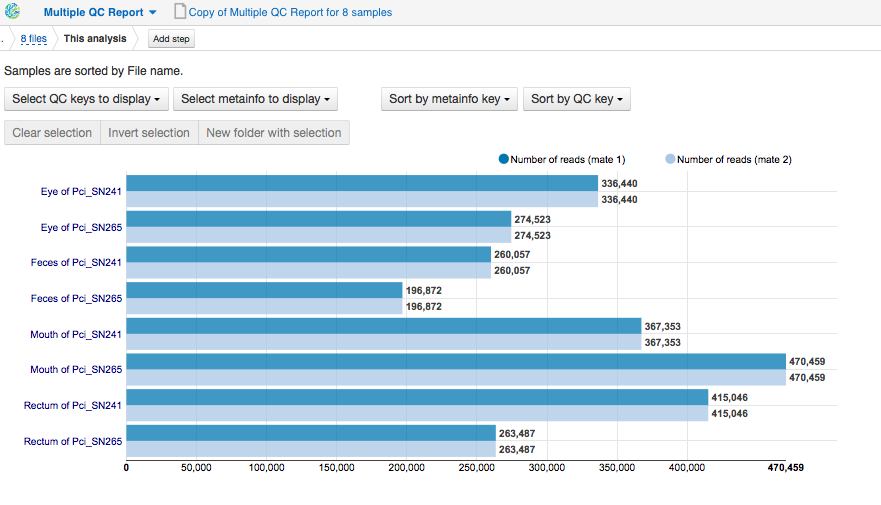 Multiple QC Report Copy of Multiple QC Report for 8 samples
. 8 files This analysis Add step
Samples are sorted by File name.
Select QC keys to display Select metainfo to display Sort by metainfo key Sort by QC key
Clear selection Invert selection New folder with selection
Number of reads (mate 1) Number of reads (mate 2)
Eye of Pci_SN241 336,440
336,440
Eye of Pci_SN265 274,523
274,523
Feces of Pci_SN241 260,057
260,057
Feces of Pci_SN265 196,872
196,872
Mouth of Pci_SN241 367,353
367,353
Mouth of Pci_SN265 470,459
470,459
Rectum of Pci_SN241 415,046
415,046
Rectum of Pci_SN265 263,487
263,487
0 50,000 100,000 150,000 200,000 250,000 300,000 350,000 400,000 470,459